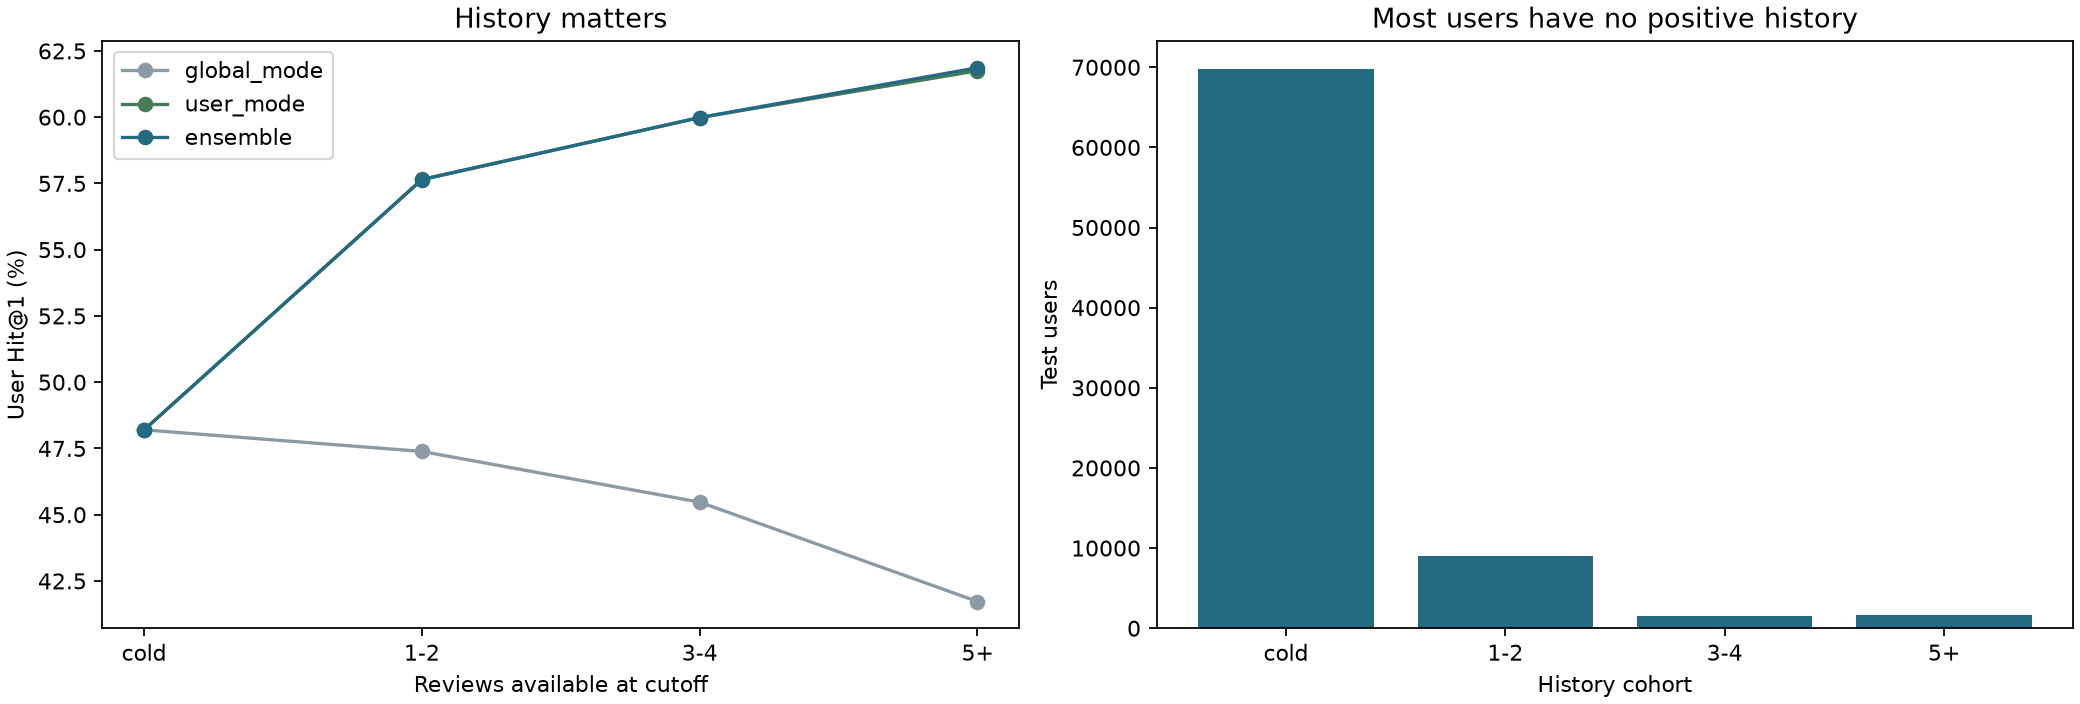 History matters
62.5
60.0
57.5
55.0
52.5
50.0
47.5
45.0
42.5
User Hit@1 (%)
global_mode
user_mode
ensemble
cold
1-2
3-4
5+
Reviews available at cutoff
Most users have no positive history
70000
60000
50000
40000
30000
20000
10000
0
Test users
cold
1-2
3-4
5+
History cohort